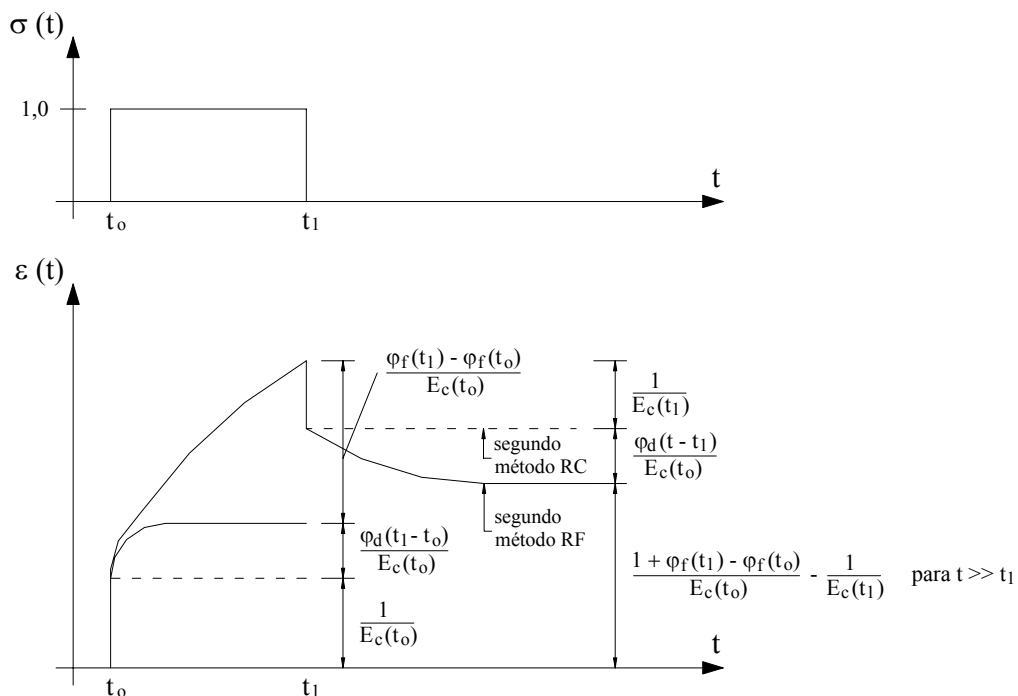 σ (t)
1,0
t
t₀
t₁
ε (t)
φf(t₁) - φf(t₀)
Ec(t₀)
1
Ec(t₁)
segundo
método RC
φd(t - t₁)
Ec(t₀)
segundo
método RF
φd(t₁ - t₀)
Ec(t₀)
1 + φf(t₁) - φf(t₀)
Ec(t₀)
- 1
Ec(t₁)
para t >> t₁
1
Ec(t₀)
t
t₀
t₁